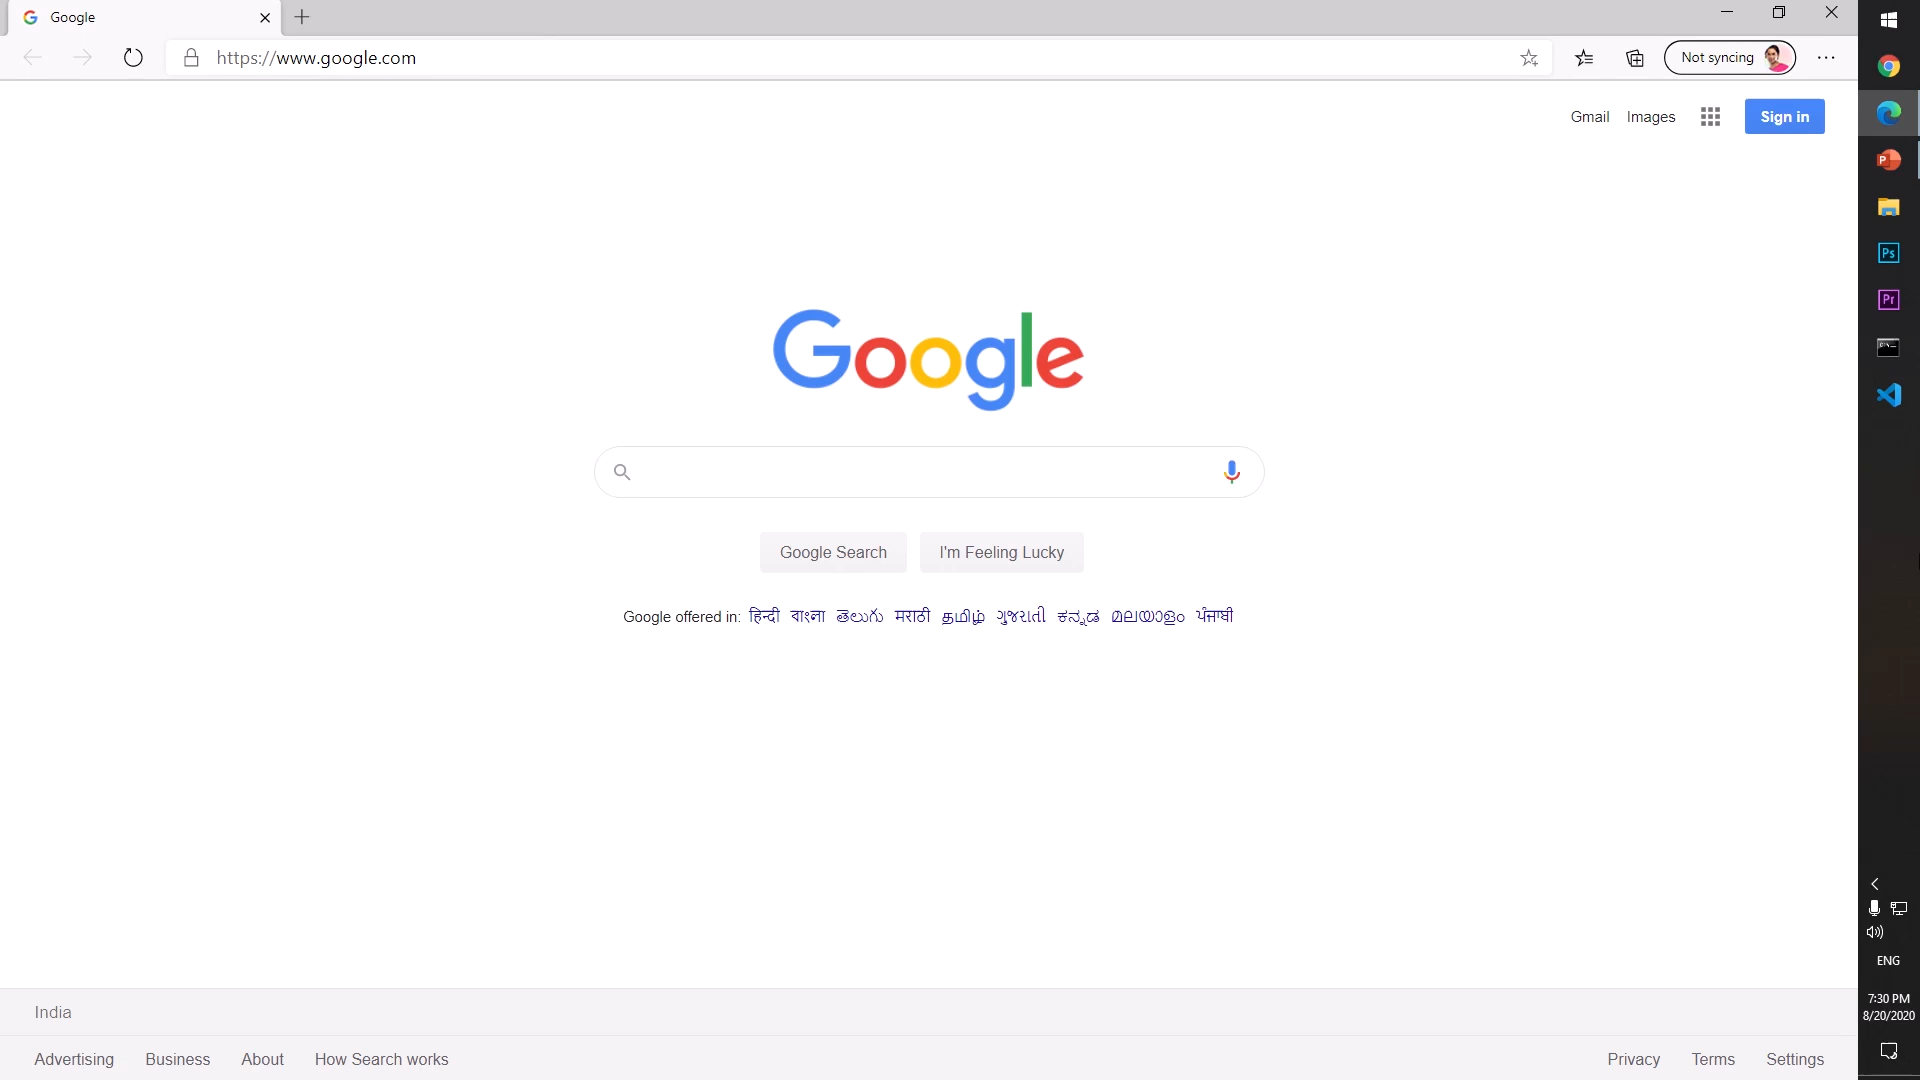 Google
https://www.google.com
Not syncing
Gmail Images Sign in
Google
Google Search I'm Feeling Lucky
Google offered in: हिन्दी বাংলা తెలుగు मराठी தமிழ் ગુજરાતી ಕನ್ನಡ മലയാളം ਪੰਜਾਬੀ
India
Advertising Business About How Search works Privacy Terms Settings
P
Ps
Pr
ENG
7:30 PM
8/20/2020